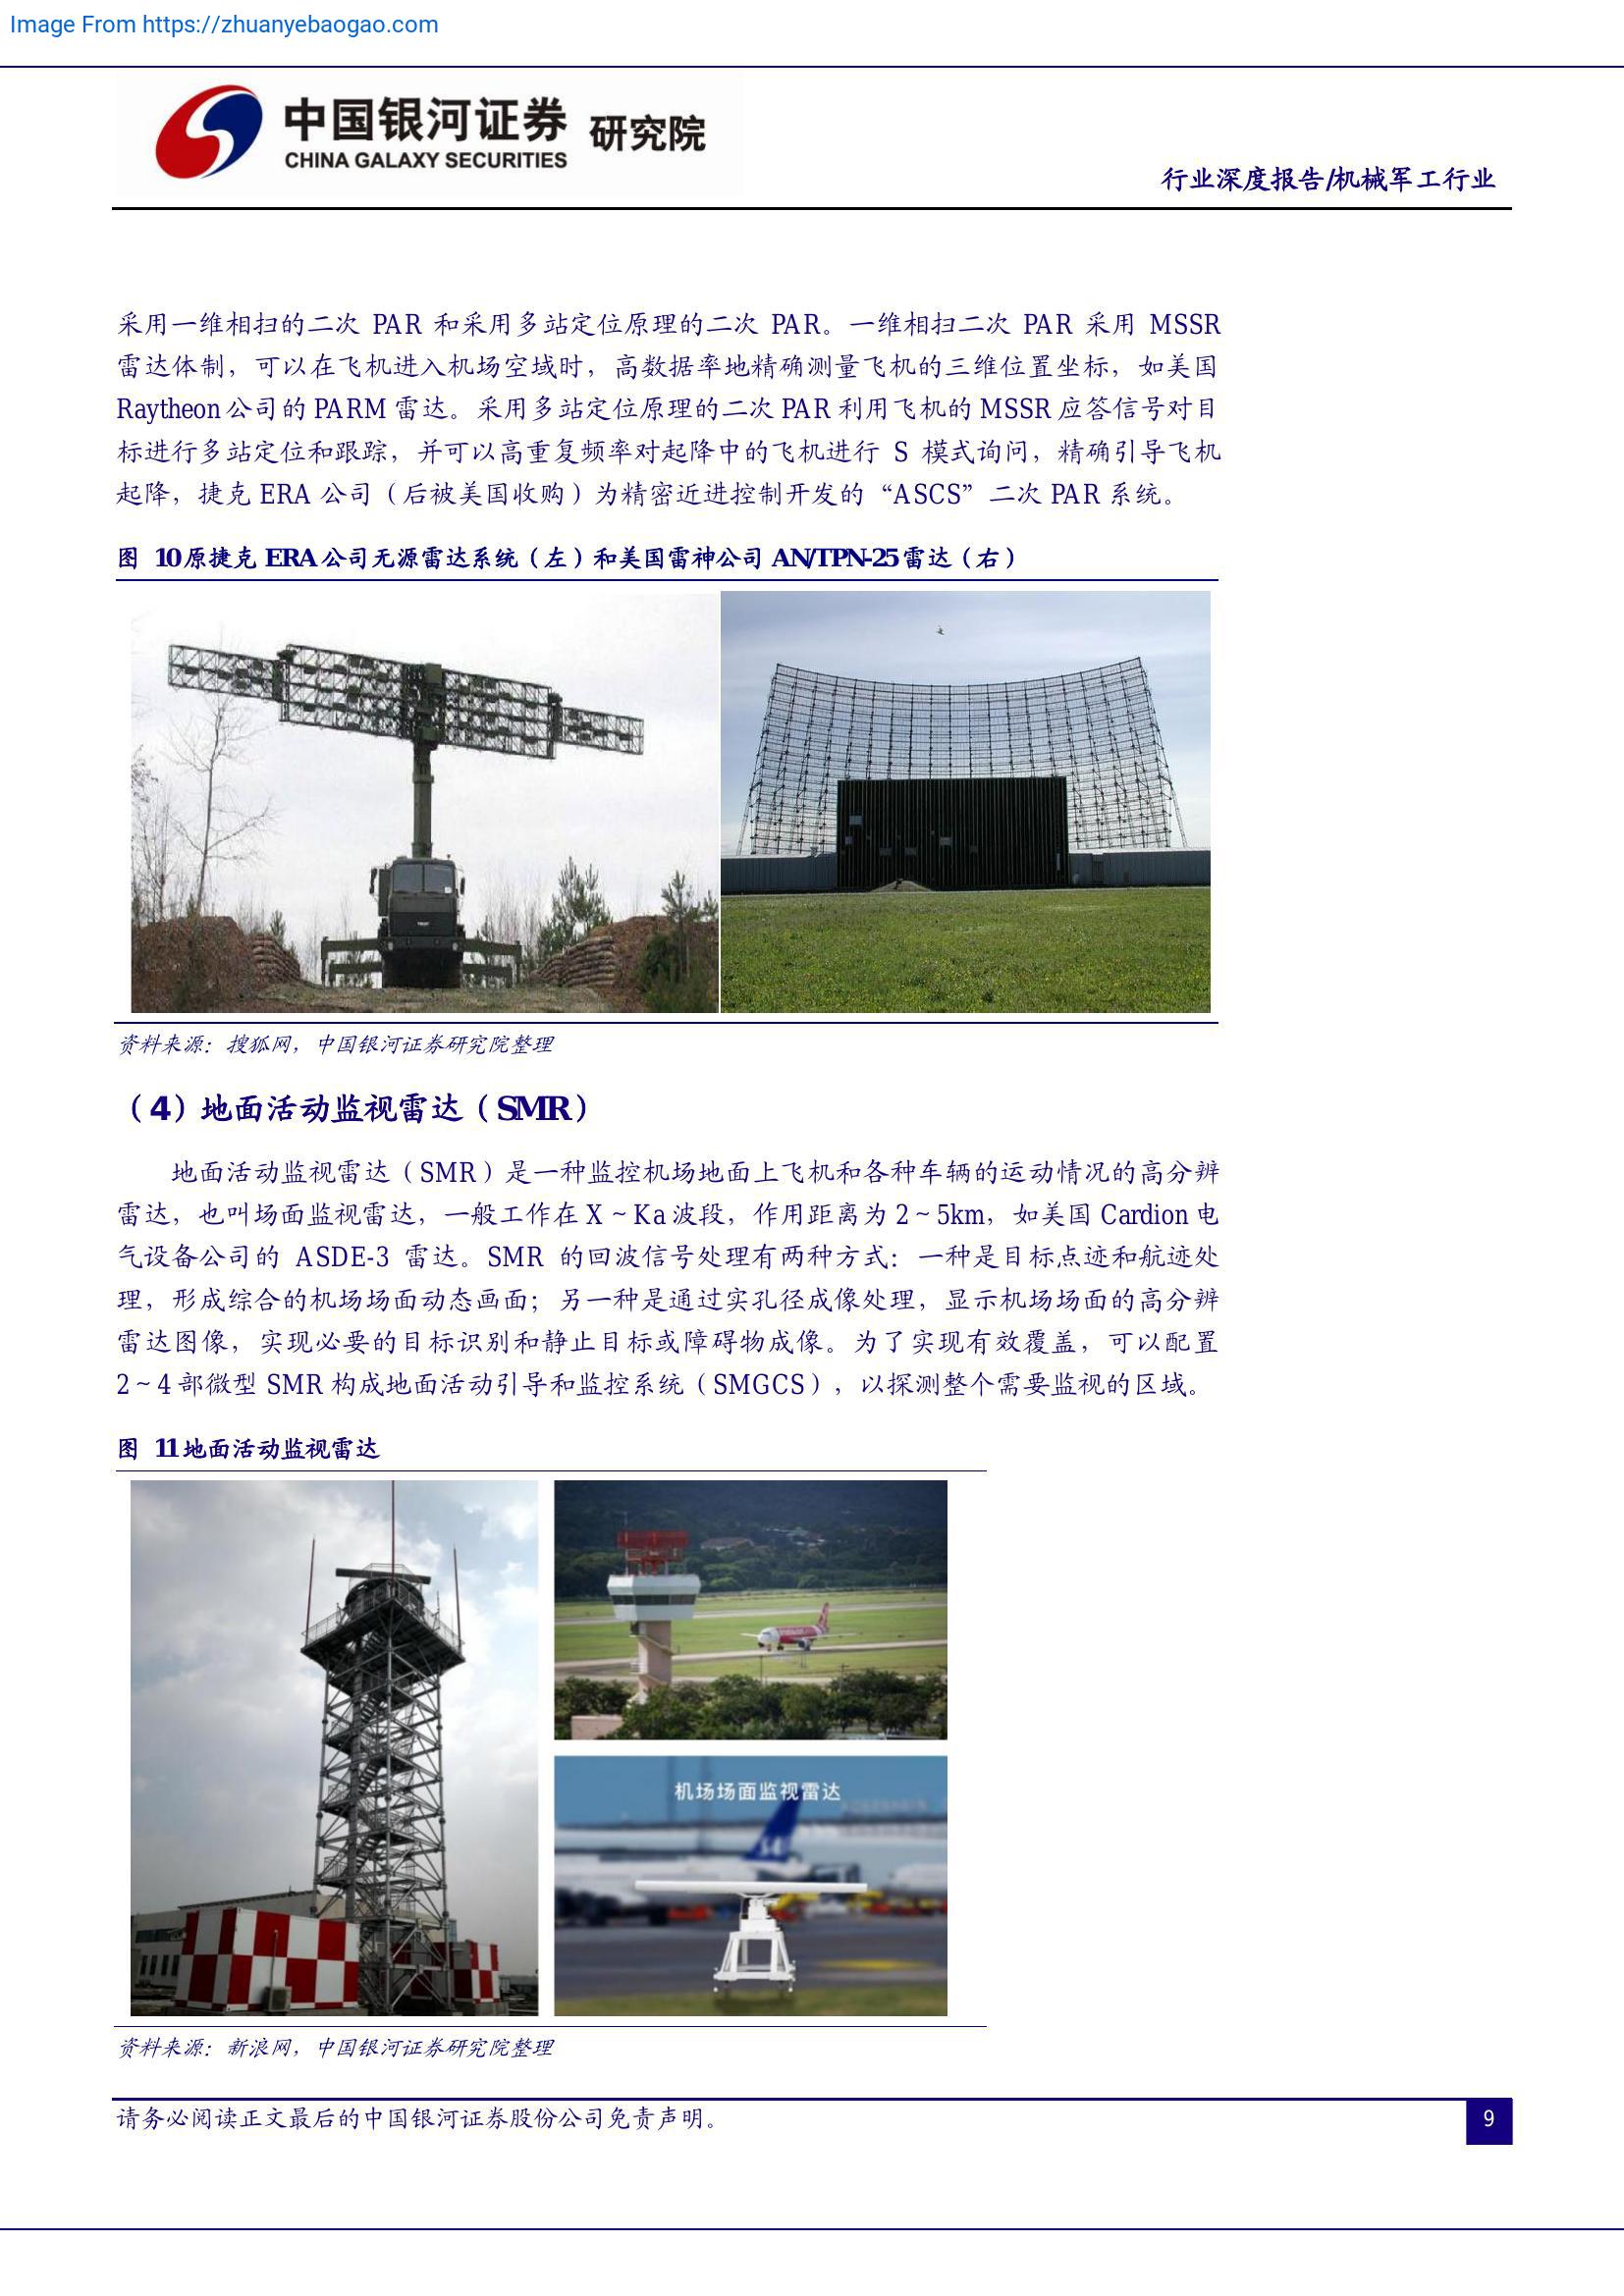 Image From https://zhuanyebaogao.com
中国银河证券 研究院
CHINA GALAXY SECURITIES
行业深度报告/机械军工行业
采用一维相扫的二次 PAR 和采用多站定位原理的二次 PAR。一维相扫二次 PAR 采用 MSSR
雷达体制，可以在飞机进入机场空域时，高数据率地精确测量飞机的三维位置坐标，如美国
Raytheon 公司的 PARM 雷达。采用多站定位原理的二次 PAR 利用飞机的 MSSR 应答信号对目
标进行多站定位和跟踪，并可以高重复频率对起降中的飞机进行 S 模式询问，精确引导飞机
起降，捷克 ERA 公司（后被美国收购）为精密近进控制开发的“ASCS”二次 PAR 系统。
图 10 原捷克 ERA 公司无源雷达系统（左）和美国雷神公司 AN/TPN-25 雷达（右）
资料来源：搜狐网，中国银河证券研究院整理
（4）地面活动监视雷达（SMR）
地面活动监视雷达（SMR）是一种监控机场地面上飞机和各种车辆的运动情况的高分辨
雷达，也叫场面监视雷达，一般工作在 X～Ka 波段，作用距离为 2～5km，如美国 Cardion 电
气设备公司的 ASDE-3 雷达。SMR 的回波信号处理有两种方式：一种是目标点迹和航迹处
理，形成综合的机场场面动态画面；另一种是通过实孔径成像处理，显示机场场面的高分辨
雷达图像，实现必要的目标识别和静止目标或障碍物成像。为了实现有效覆盖，可以配置
2～4 部微型 SMR 构成地面活动引导和监控系统（SMGCS），以探测整个需要监视的区域。
图 11 地面活动监视雷达
机场场面监视雷达
资料来源：新浪网，中国银河证券研究院整理
请务必阅读正文最后的中国银河证券股份公司免责声明。
9